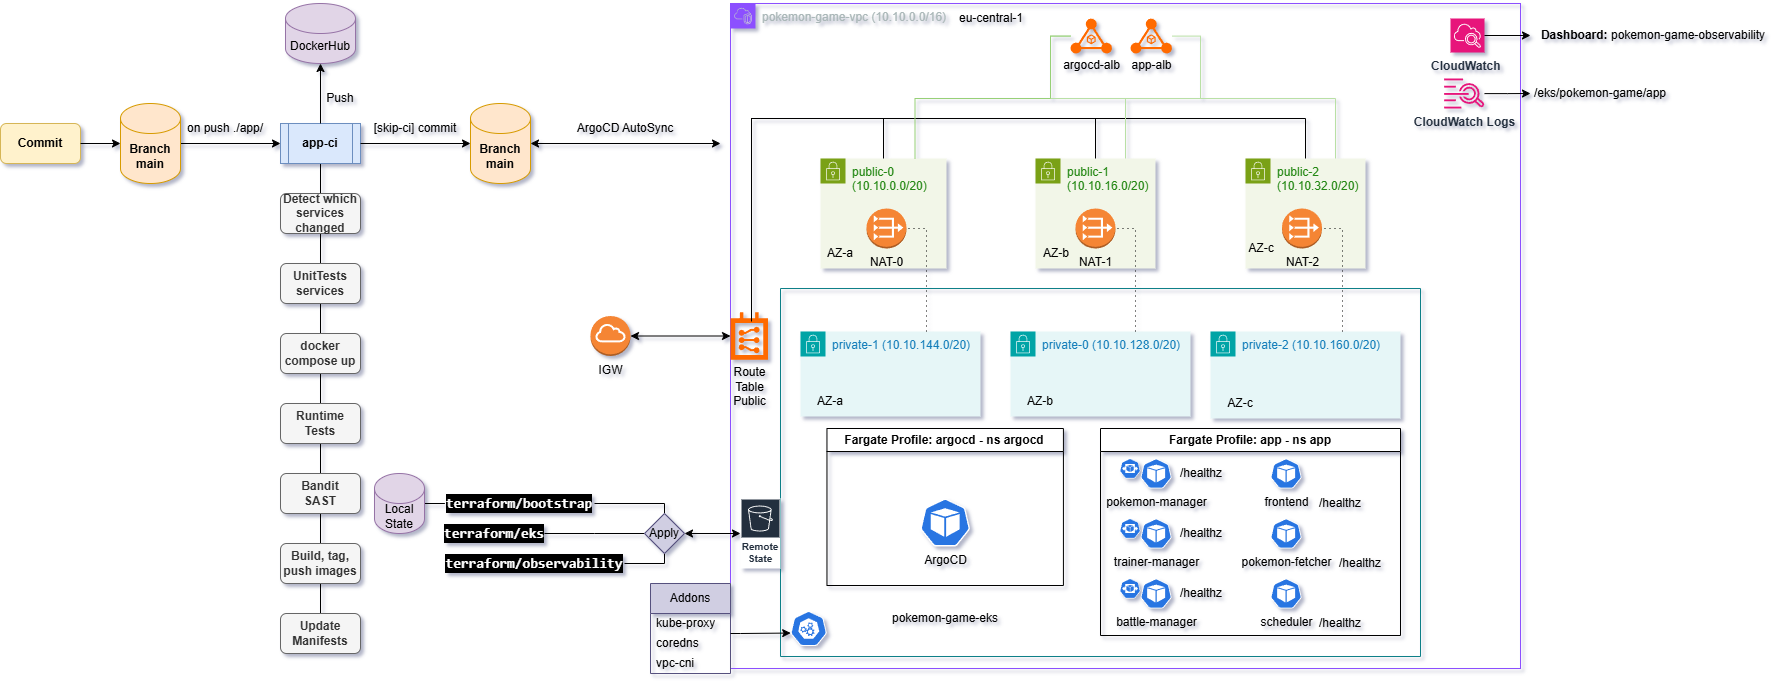 DockerHub
Push
Commit
Branch
main
on push ./app/
app-ci
[skip-ci] commit
Branch
main
ArgoCD AutoSync
Detect which
services
changed
UnitTests
services
docker
compose up
Runtime
Tests
Bandit
SAST
Build, tag,
push images
Update
Manifests
Local
State
terraform/bootstrap
terraform/eks
terraform/observability
Apply
Remote
State
IGW
Route
Table
Public
Addons
kube-proxy
coredns
vpc-cni
pokemon-game-vpc (10.10.0.0/16)
eu-central-1
argocd-alb
app-alb
public-0
(10.10.0.0/20)
AZ-a
NAT-0
public-1
(10.10.16.0/20)
AZ-b
NAT-1
public-2
(10.10.32.0/20)
AZ-c
NAT-2
private-1 (10.10.144.0/20)
AZ-a
private-0 (10.10.128.0/20)
AZ-b
private-2 (10.10.160.0/20)
AZ-c
Fargate Profile: argocd - ns argocd
ArgoCD
pokemon-game-eks
Fargate Profile: app - ns app
/healthz
pokemon-manager
frontend
/healthz
/healthz
trainer-manager
pokemon-fetcher
/healthz
/healthz
battle-manager
scheduler
/healthz
CloudWatch
Dashboard: pokemon-game-observability
CloudWatch Logs
/eks/pokemon-game/app